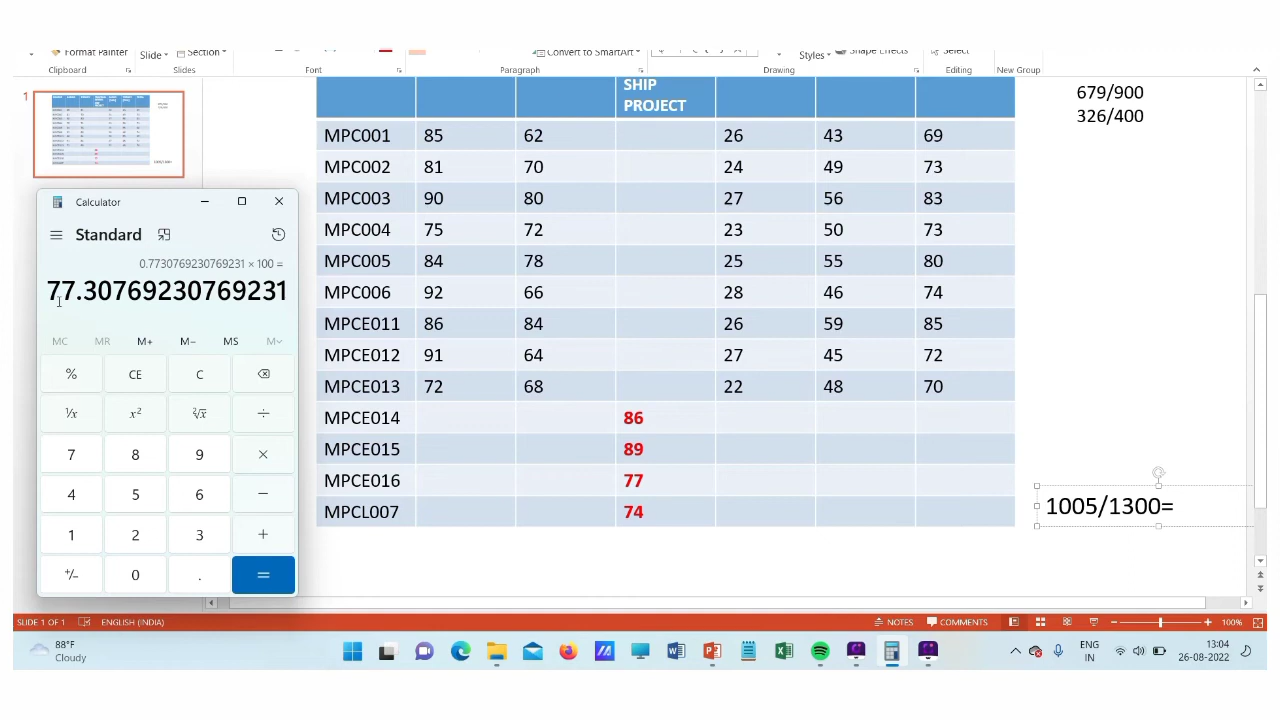 Format Painter
Slide
Section
Convert to SmartArt
Styles
Shape Effects
Select
Clipboard
Slides
Font
Paragraph
Drawing
Editing
New Group
1
SHIP
PROJECT
679/900
326/400
MPC001 85 62 26 43 69
MPC002 81 70 24 49 73
MPC003 90 80 27 56 83
MPC004 75 72 23 50 73
MPC005 84 78 25 55 80
MPC006 92 66 28 46 74
MPCE011 86 84 26 59 85
MPCE012 91 64 27 45 72
MPCE013 72 68 22 48 70
MPCE014 86
MPCE015 89
MPCE016 77
MPCL007 74
1005/1300=
Calculator
Standard
0.7730769230769231 × 100 =
77.30769230769231
MC MR M+ M− MS M
% CE C
¹/x x² ²√x ÷
7 8 9 ×
4 5 6 −
1 2 3 +
+/− 0 . =
SLIDE 1 OF 1 ENGLISH (INDIA) NOTES COMMENTS 100%
88°F
Cloudy
ENG
IN
13:04
26-08-2022